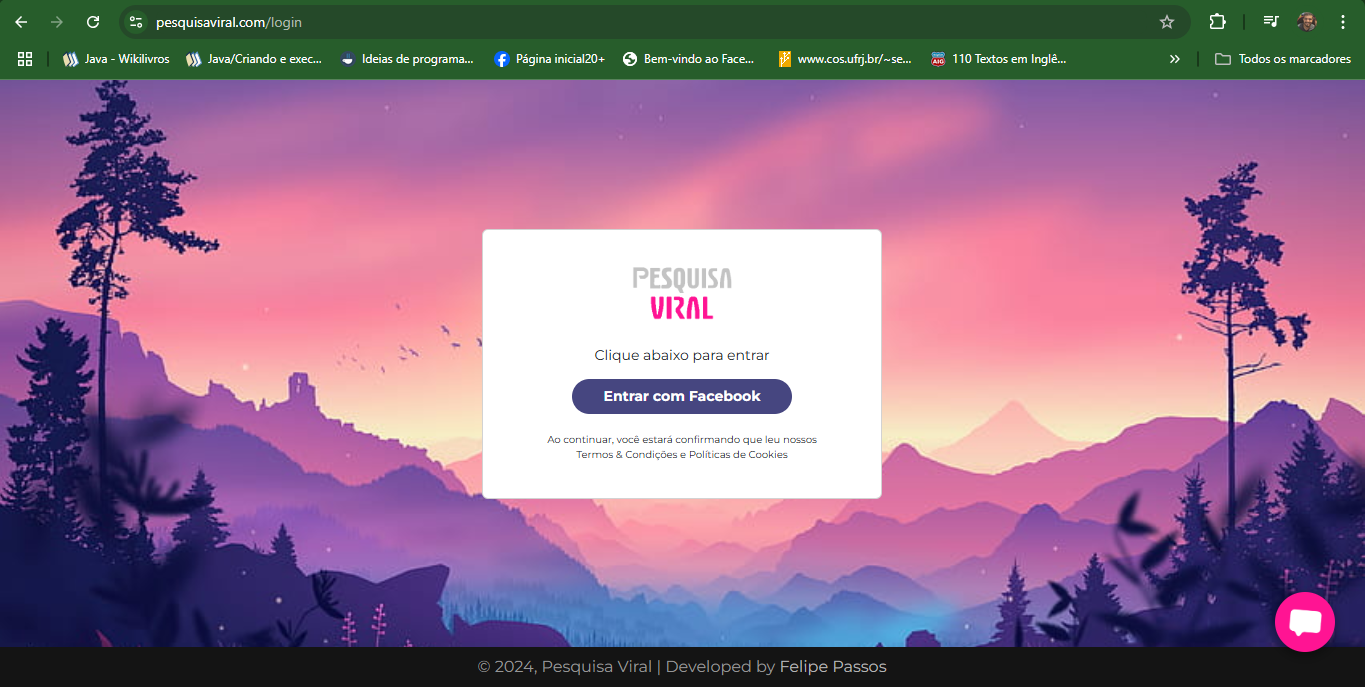 pesquisaviral.com/login
Java - Wikilivros
Java/Criando e exec...
Ideias de programa...
Página inicial20+
Bem-vindo ao Face...
www.cos.ufrj.br/~se...
AIG
110 Textos em Inglê...
Todos os marcadores
PESQUISA
VIRAL
Clique abaixo para entrar
Entrar com Facebook
Ao continuar, você estará confirmando que leu nossos
Termos & Condições e Políticas de Cookies
© 2024, Pesquisa Viral | Developed by Felipe Passos